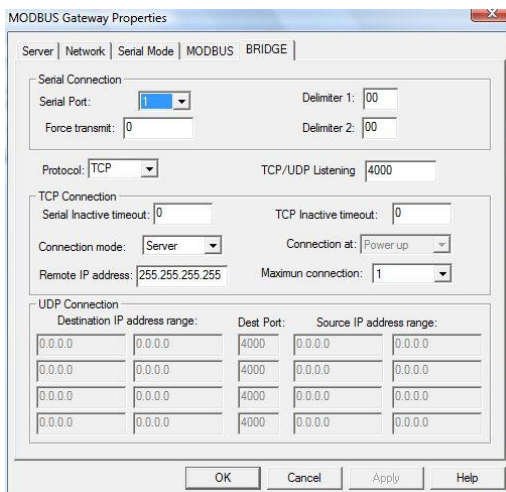 MODBUS Gateway Properties
Server Network Serial Mode MODBUS BRIDGE
Serial Connection
Serial Port: 1 Delimiter 1: 00
Force transmit: 0 Delimiter 2: 00
Protocol: TCP TCP/UDP Listening 4000
TCP Connection
Serial Inactive timeout: 0 TCP Inactive timeout: 0
Connection mode: Server Connection at: Power up
Remote IP address: 255.255.255.255 Maximun connection: 1
UDP Connection
Destination IP address range: Dest Port: Source IP address range:
0.0.0.0 0.0.0.0 4000 0.0.0.0 0.0.0.0
0.0.0.0 0.0.0.0 4000 0.0.0.0 0.0.0.0
0.0.0.0 0.0.0.0 4000 0.0.0.0 0.0.0.0
0.0.0.0 0.0.0.0 4000 0.0.0.0 0.0.0.0
OK Cancel Apply Help